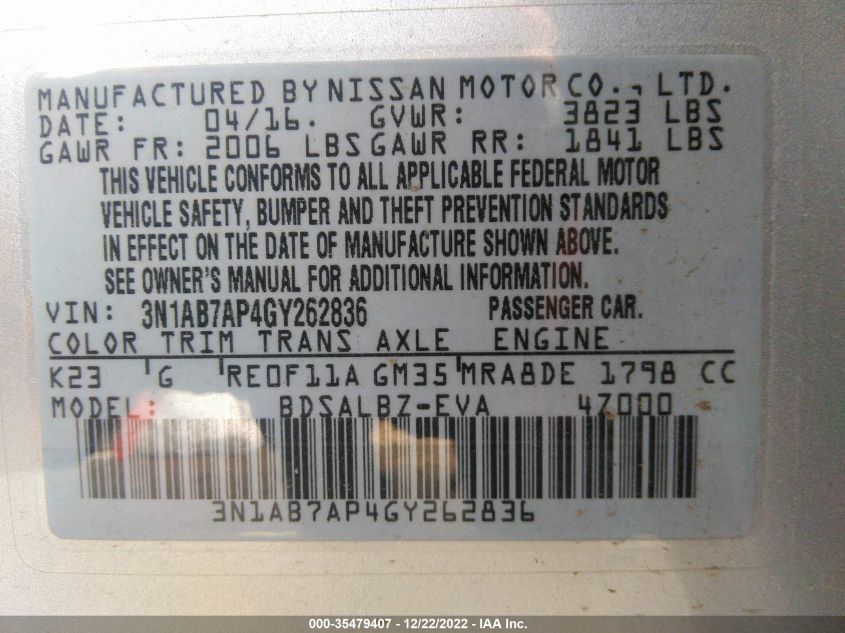 MANUFACTURED BY NISSAN MOTOR CO., LTD.
DATE: 04/16. GVWR: 3823 LBS
GAWR FR: 2006 LBS GAWR RR: 1841 LBS
THIS VEHICLE CONFORMS TO ALL APPLICABLE FEDERAL MOTOR
VEHICLE SAFETY, BUMPER AND THEFT PREVENTION STANDARDS
IN EFFECT ON THE DATE OF MANUFACTURE SHOWN ABOVE.
SEE OWNER'S MANUAL FOR ADDITIONAL INFORMATION.
VIN: 3N1AB7AP4GY262836 PASSENGER CAR.
COLOR TRIM TRANS AXLE ENGINE
K23 G RE0F11A GM35 MRA8DE 1798 CC
MODEL: BDSALBZ-EVA 47000
3N1AB7AP4GY262836
000-35479407 - 12/22/2022 - IAA Inc.